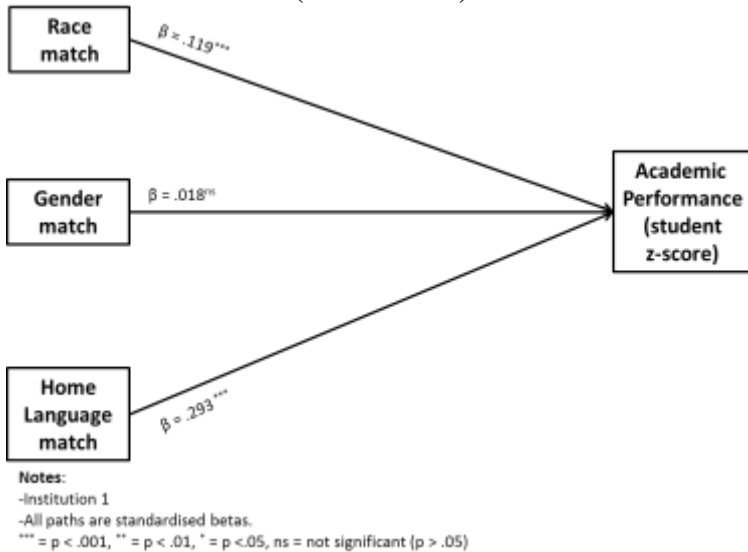 Race
match
β = .119***
Gender
match
β = .018ns
Academic
Performance
(student
z-score)
Home
Language
match
β = .293***
Notes:
-Institution 1
-All paths are standardised betas.
*** = p < .001, ** = p < .01, * = p <.05, ns = not significant (p > .05)